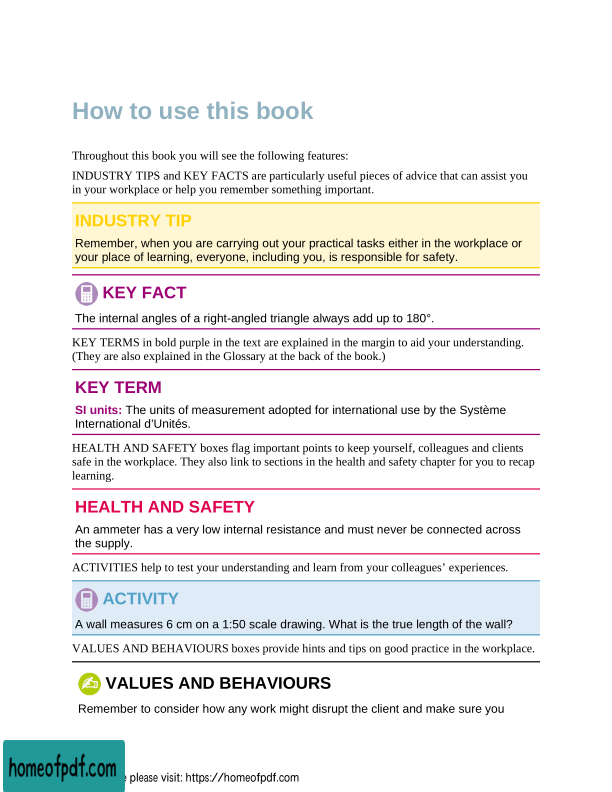 How to use this book
Throughout this book you will see the following features:
INDUSTRY TIPS and KEY FACTS are particularly useful pieces of advice that can assist you
in your workplace or help you remember something important.
INDUSTRY TIP
Remember, when you are carrying out your practical tasks either in the workplace or
your place of learning, everyone, including you, is responsible for safety.
KEY FACT
The internal angles of a right-angled triangle always add up to 180°.
KEY TERMS in bold purple in the text are explained in the margin to aid your understanding.
(They are also explained in the Glossary at the back of the book.)
KEY TERM
SI units: The units of measurement adopted for international use by the Système
International d’Unités.
HEALTH AND SAFETY boxes flag important points to keep yourself, colleagues and clients
safe in the workplace. They also link to sections in the health and safety chapter for you to recap
learning.
HEALTH AND SAFETY
An ammeter has a very low internal resistance and must never be connected across
the supply.
ACTIVITIES help to test your understanding and learn from your colleagues’ experiences.
ACTIVITY
A wall measures 6 cm on a 1:50 scale drawing. What is the true length of the wall?
VALUES AND BEHAVIOURS boxes provide hints and tips on good practice in the workplace.
VALUES AND BEHAVIOURS
Remember to consider how any work might disrupt the client and make sure you
homeofpdf.com
please visit: https://homeofpdf.com